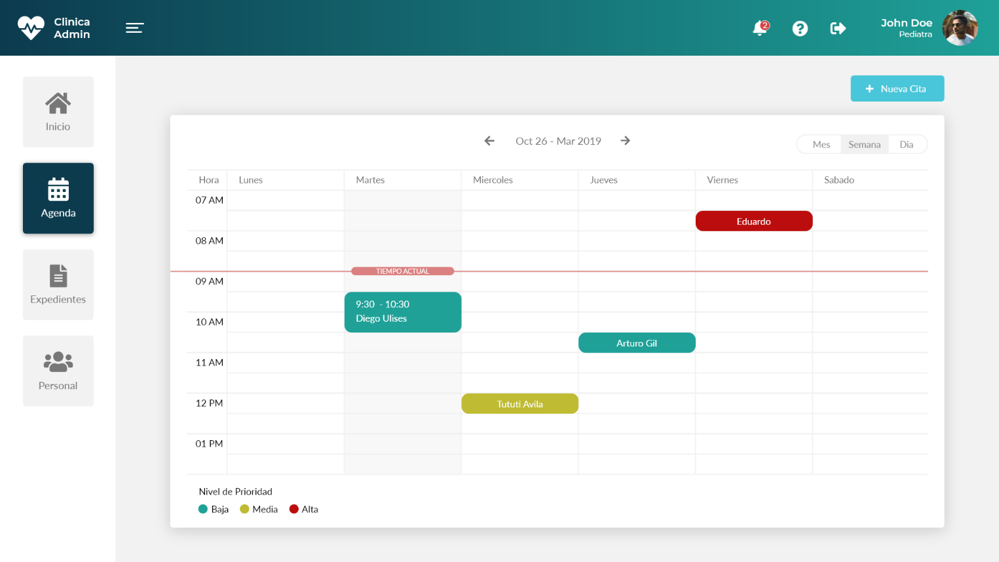 Clinica
Admin
2
John Doe
Pediatra
Inicio
Agenda
Expedientes
Personal
Nueva Cita
Oct 26 - Mar 2019
Mes Semana Dia
Hora Lunes Martes Miercoles Jueves Viernes Sabado
07 AM
Eduardo
08 AM
TIEMPO ACTUAL
09 AM
9:30 - 10:30
Diego Ulises
10 AM
Arturo Gil
11 AM
12 PM
Tututi Avila
01 PM
Nivel de Prioridad
Baja Media Alta